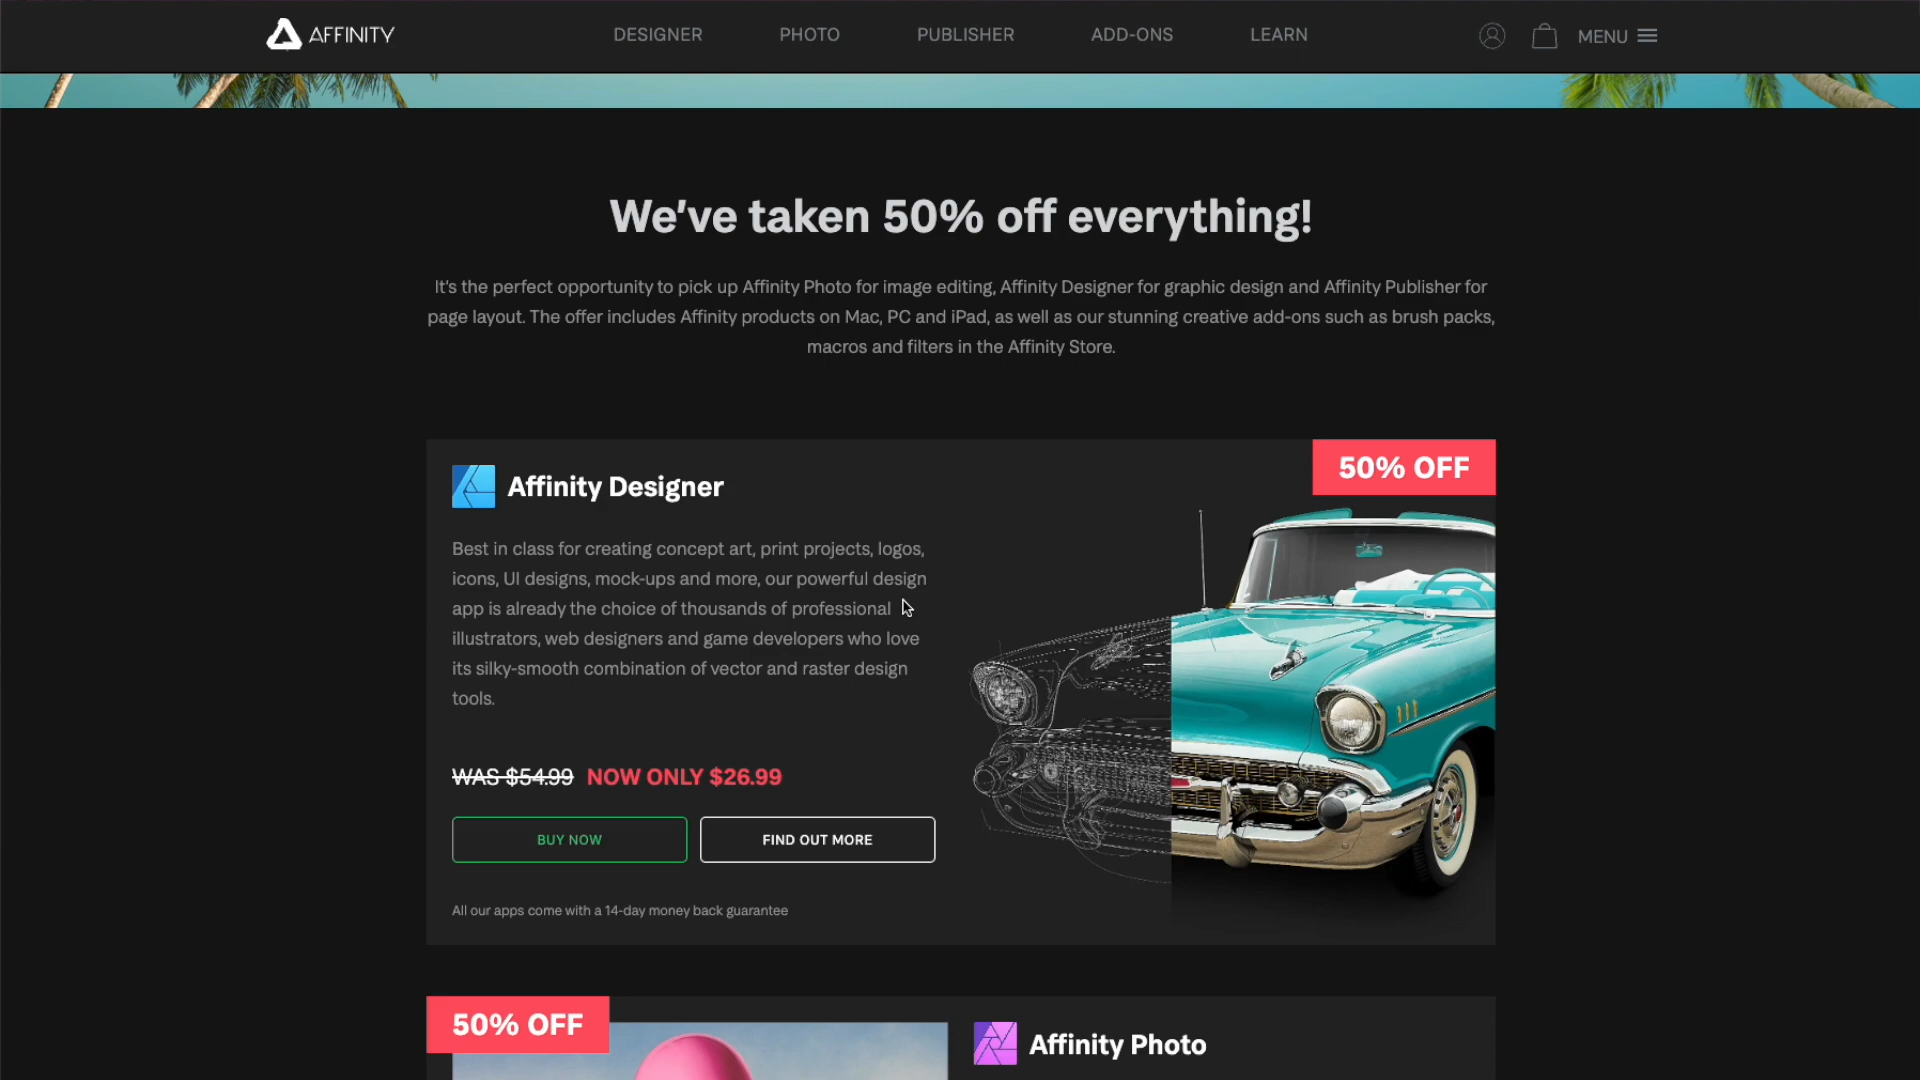 AFFINITY
DESIGNER
PHOTO
PUBLISHER
ADD-ONS
LEARN
MENU
We've taken 50% off everything!
It's the perfect opportunity to pick up Affinity Photo for image editing, Affinity Designer for graphic design and Affinity Publisher for
page layout. The offer includes Affinity products on Mac, PC and iPad, as well as our stunning creative add-ons such as brush packs,
macros and filters in the Affinity Store.
50% OFF
Affinity Designer
Best in class for creating concept art, print projects, logos,
icons, UI designs, mock-ups and more, our powerful design
app is already the choice of thousands of professional
illustrators, web designers and game developers who love
its silky-smooth combination of vector and raster design
tools.
WAS $54.99 NOW ONLY $26.99
BUY NOW
FIND OUT MORE
All our apps come with a 14-day money back guarantee
50% OFF
Affinity Photo